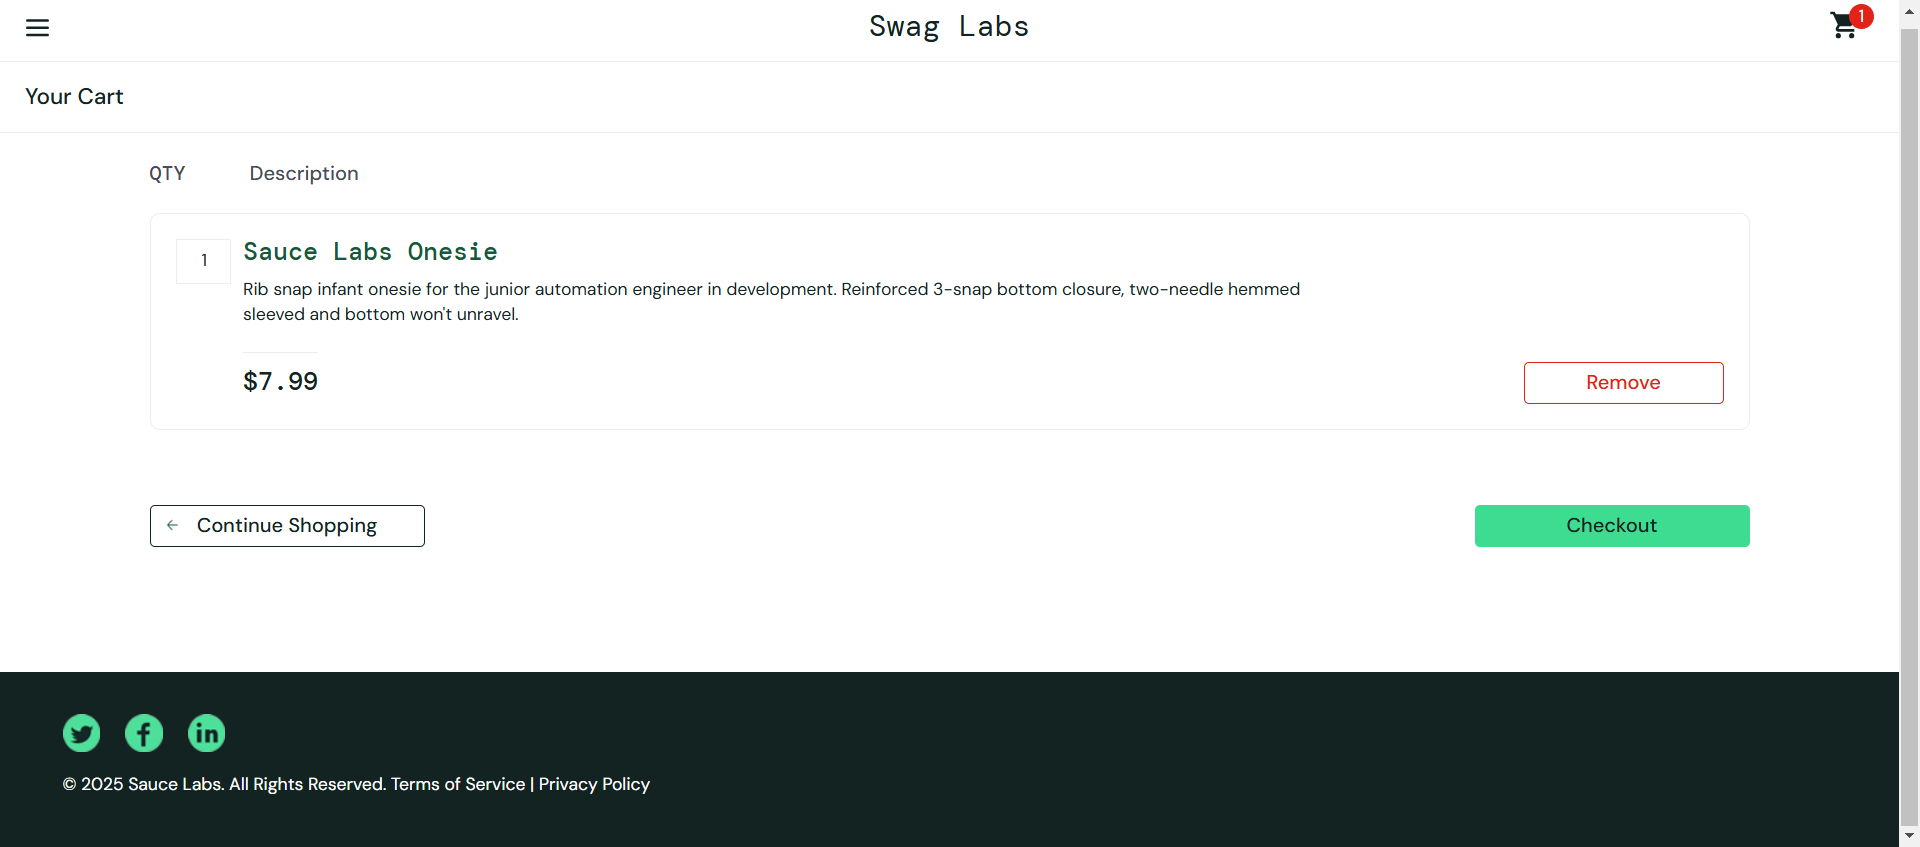 Swag Labs
1
Your Cart
QTY Description
1
Sauce Labs Onesie
Rib snap infant onesie for the junior automation engineer in development. Reinforced 3-snap bottom closure, two-needle hemmed
sleeved and bottom won't unravel.
$7.99
Remove
Continue Shopping
Checkout
© 2025 Sauce Labs. All Rights Reserved. Terms of Service | Privacy Policy